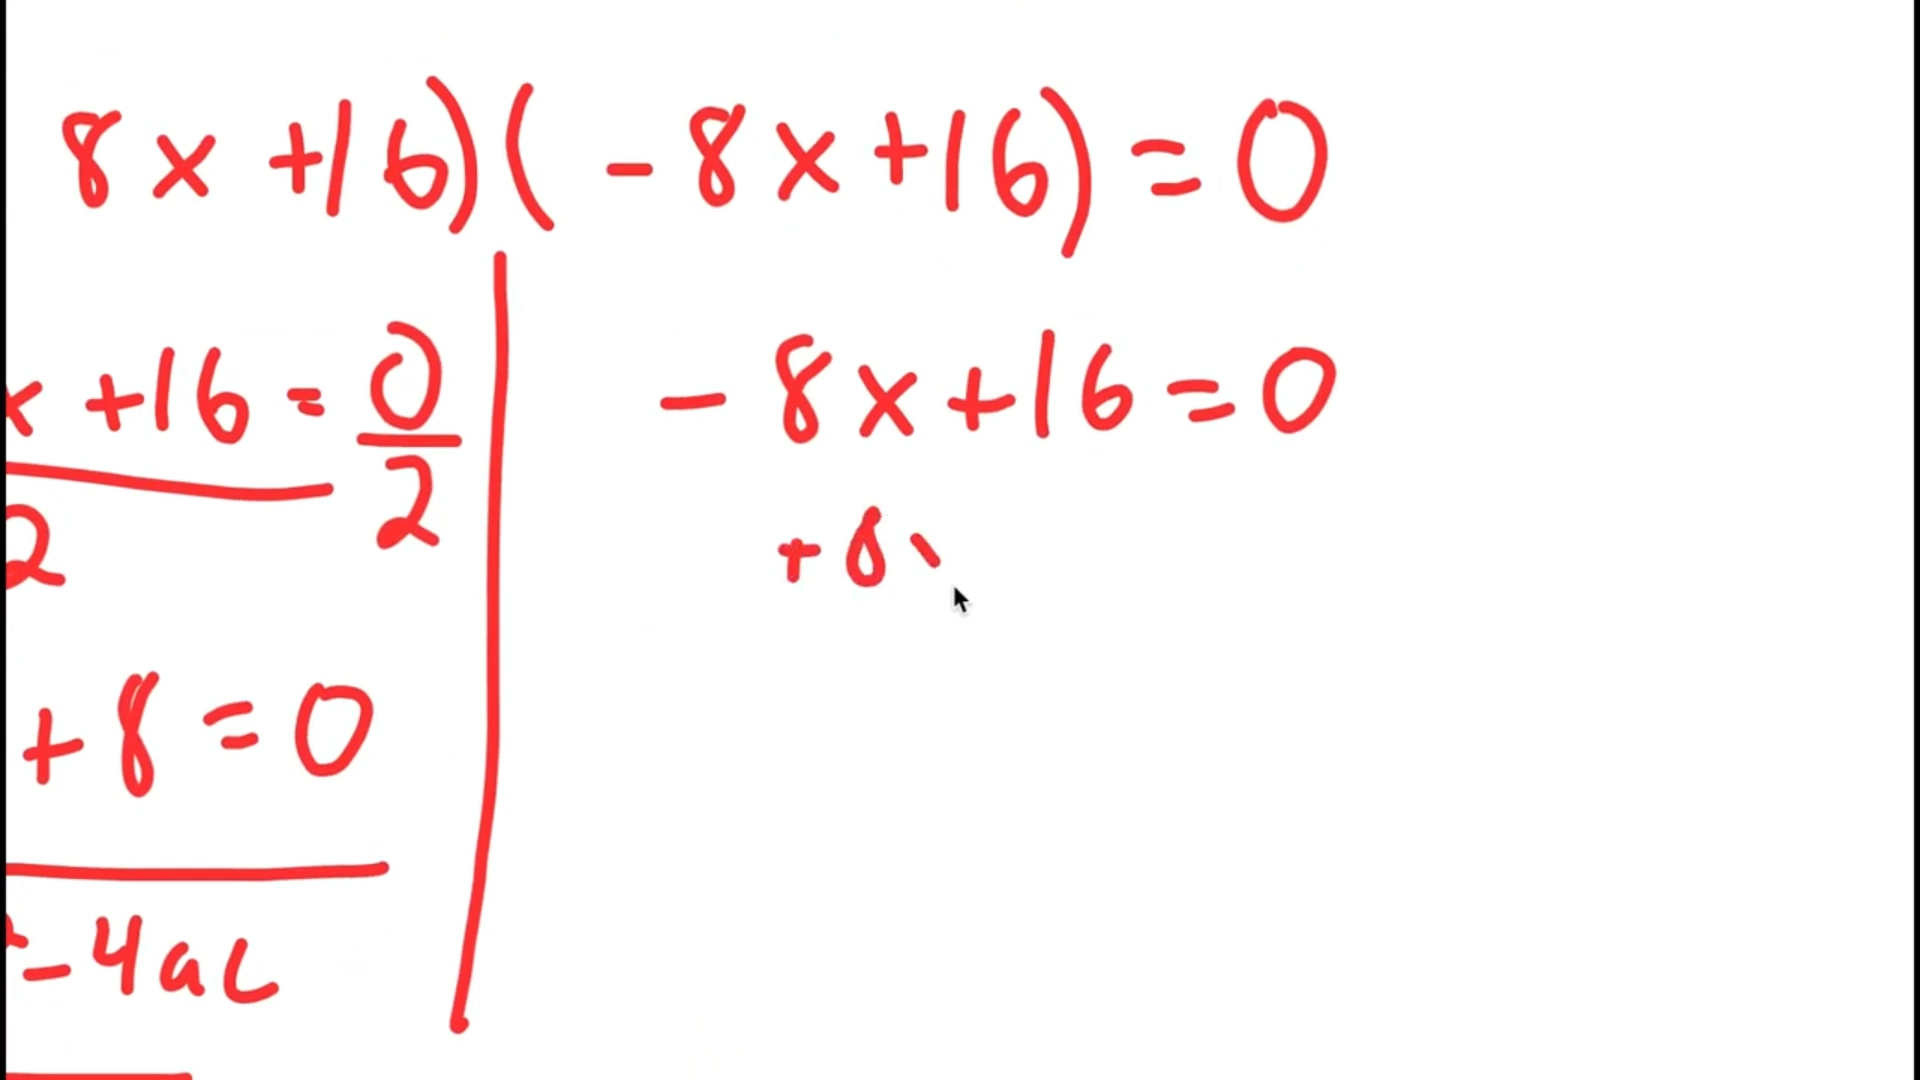 8x +16)(-8x+16)=0
x +16 = 0/2
2
+8=0
-4ac
-8x+16=0
+8